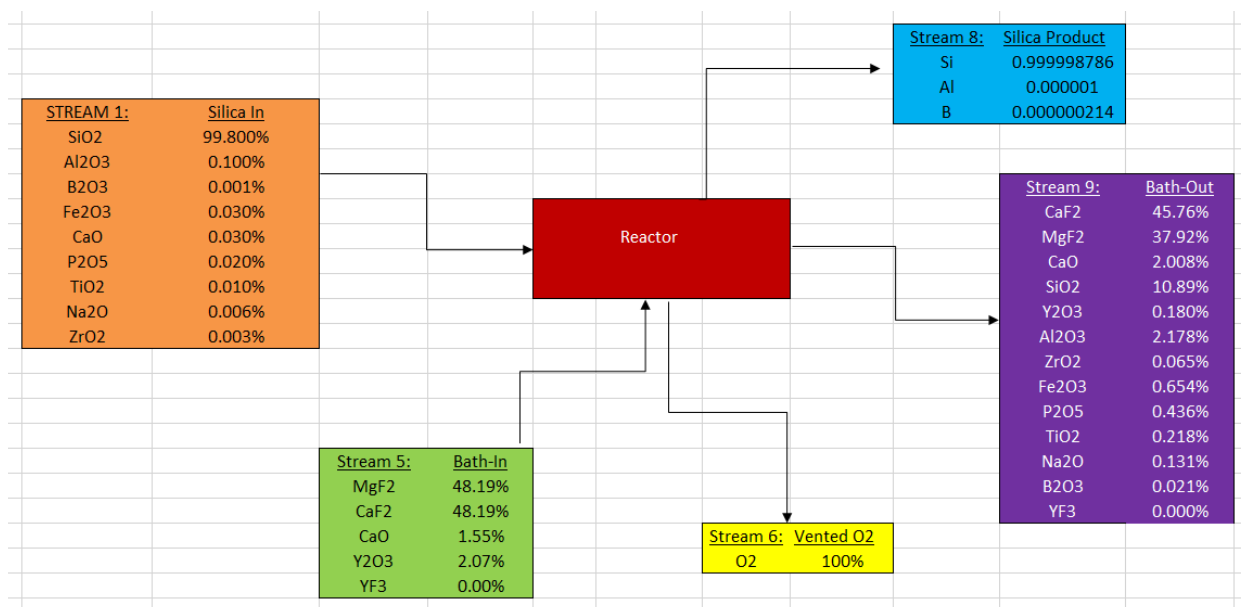 Stream 8: Silica Product
Si 0.999998786
Al 0.000001
B 0.000000214
STREAM 1: Silica In
SiO2 99.800%
Al2O3 0.100%
B2O3 0.001%
Fe2O3 0.030%
CaO 0.030%
P2O5 0.020%
TiO2 0.010%
Na2O 0.006%
ZrO2 0.003%
Reactor
Stream 9: Bath-Out
CaF2 45.76%
MgF2 37.92%
CaO 2.008%
SiO2 10.89%
Y2O3 0.180%
Al2O3 2.178%
ZrO2 0.065%
Fe2O3 0.654%
P2O5 0.436%
TiO2 0.218%
Na2O 0.131%
B2O3 0.021%
YF3 0.000%
Stream 5: Bath-In
MgF2 48.19%
CaF2 48.19%
CaO 1.55%
Y2O3 2.07%
YF3 0.00%
Stream 6: Vented O2
O2 100%